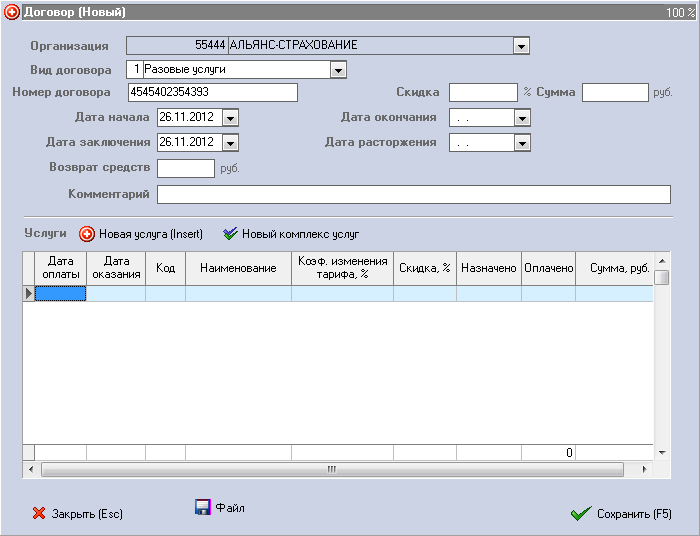 Договор (Новый) 100 %
Организация 55444 АЛЬЯНС-СТРАХОВАНИЕ
Вид договора 1 Разовые услуги
Номер договора 4545402354393 Скидка % Сумма руб.
Дата начала 26.11.2012 Дата окончания . .
Дата заключения 26.11.2012 Дата расторжения . .
Возврат средств руб.
Комментарий
Услуги Новая услуга (Insert) Новый комплекс услуг
Дата оплаты Дата оказания Код Наименование Коэф. изменения тарифа, % Скидка, % Назначено Оплачено Сумма, руб.
0
Закрыть (Esc) Файл Сохранить (F5)